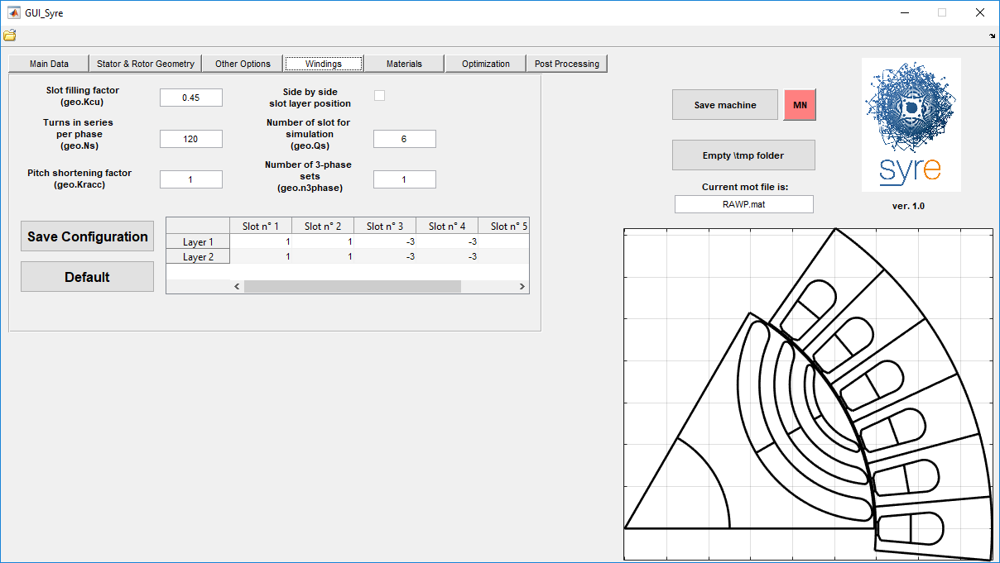 GUI_Syre
Main Data
Stator & Rotor Geometry
Other Options
Windings
Materials
Optimization
Post Processing
Slot filling factor
(geo.Kcu)
0.45
Side by side
slot layer position
Turns in series
per phase
(geo.Ns)
120
Number of slot for
simulation
(geo.Qs)
6
Pitch shortening factor
(geo.Kracc)
1
Number of 3-phase
sets
(geo.n3phase)
1
Save Configuration
Default
Slot n° 1 Slot n° 2 Slot n° 3 Slot n° 4 Slot n° 5
Layer 1 1 1 -3 -3
Layer 2 1 1 -3 -3
Save machine
MN
Empty \tmp folder
Current mot file is:
RAWP.mat
syre
ver. 1.0